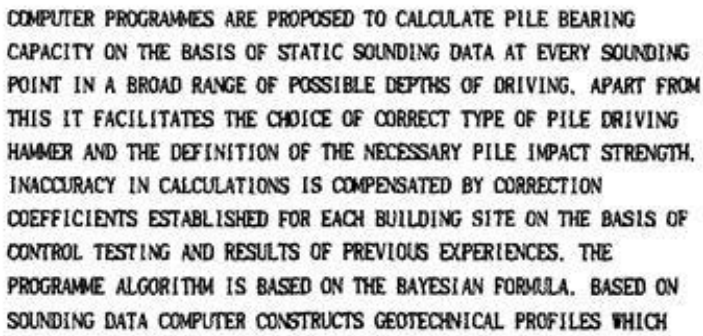 COMPUTER PROGRAMMES ARE PROPOSED TO CALCULATE PILE BEARING
CAPACITY ON THE BASIS OF STATIC SOUNDING DATA AT EVERY SOUNDING
POINT IN A BROAD RANGE OF POSSIBLE DEPTHS OF DRIVING. APART FROM
THIS IT FACILITATES THE CHOICE OF CORRECT TYPE OF PILE DRIVING
HAMMER AND THE DEFINITION OF THE NECESSARY PILE IMPACT STRENGTH.
INACCURACY IN CALCULATIONS IS COMPENSATED BY CORRECTION
COEFFICIENTS ESTABLISHED FOR EACH BUILDING SITE ON THE BASIS OF
CONTROL TESTING AND RESULTS OF PREVIOUS EXPERIENCES. THE
PROGRAMME ALGORITHM IS BASED ON THE BAYESIAN FORMULA. BASED ON
SOUNDING DATA COMPUTER CONSTRUCTS GEOTECHNICAL PROFILES WHICH